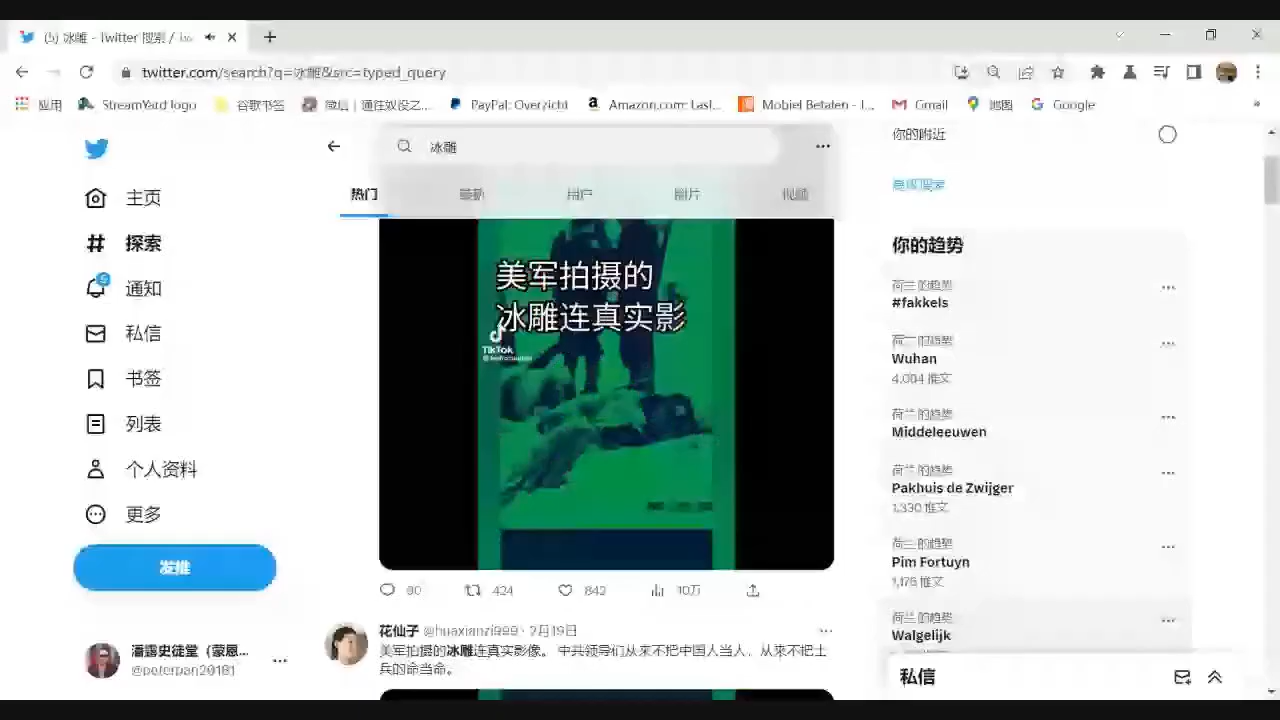 (5) 冰雕 - Twitter 搜索 /
twitter.com/search?q=冰雕&src=typed_query
应用
StreamYard logo
谷歌书签
PayPal: Overzicht
Amazon.com: Easi...
Mobiel Betalen - I...
Gmail
地图
Google
主页
探索
通知
私信
书签
列表
个人资料
更多
发推
潘露史徒堂（蒙恩...
@peterpan20181
冰雕
热门
最新
用户
照片
视频
美军拍摄的
冰雕连真实影
TikTok
424
842
10万
花仙子 @huaxianzi999 · 2月19日
美军拍摄的冰雕连真实影像。 中共领导们从来不把中国人当人，从来不把士
兵的命当命。
你的附近
你的趋势
荷兰 的趋势
#fakkels
荷兰 的趋势
Wuhan
4,004 推文
荷兰 的趋势
Middeleeuwen
荷兰 的趋势
Pakhuis de Zwijger
1,330 推文
荷兰 的趋势
Pim Fortuyn
1,176 推文
荷兰 的趋势
Walgelijk
私信